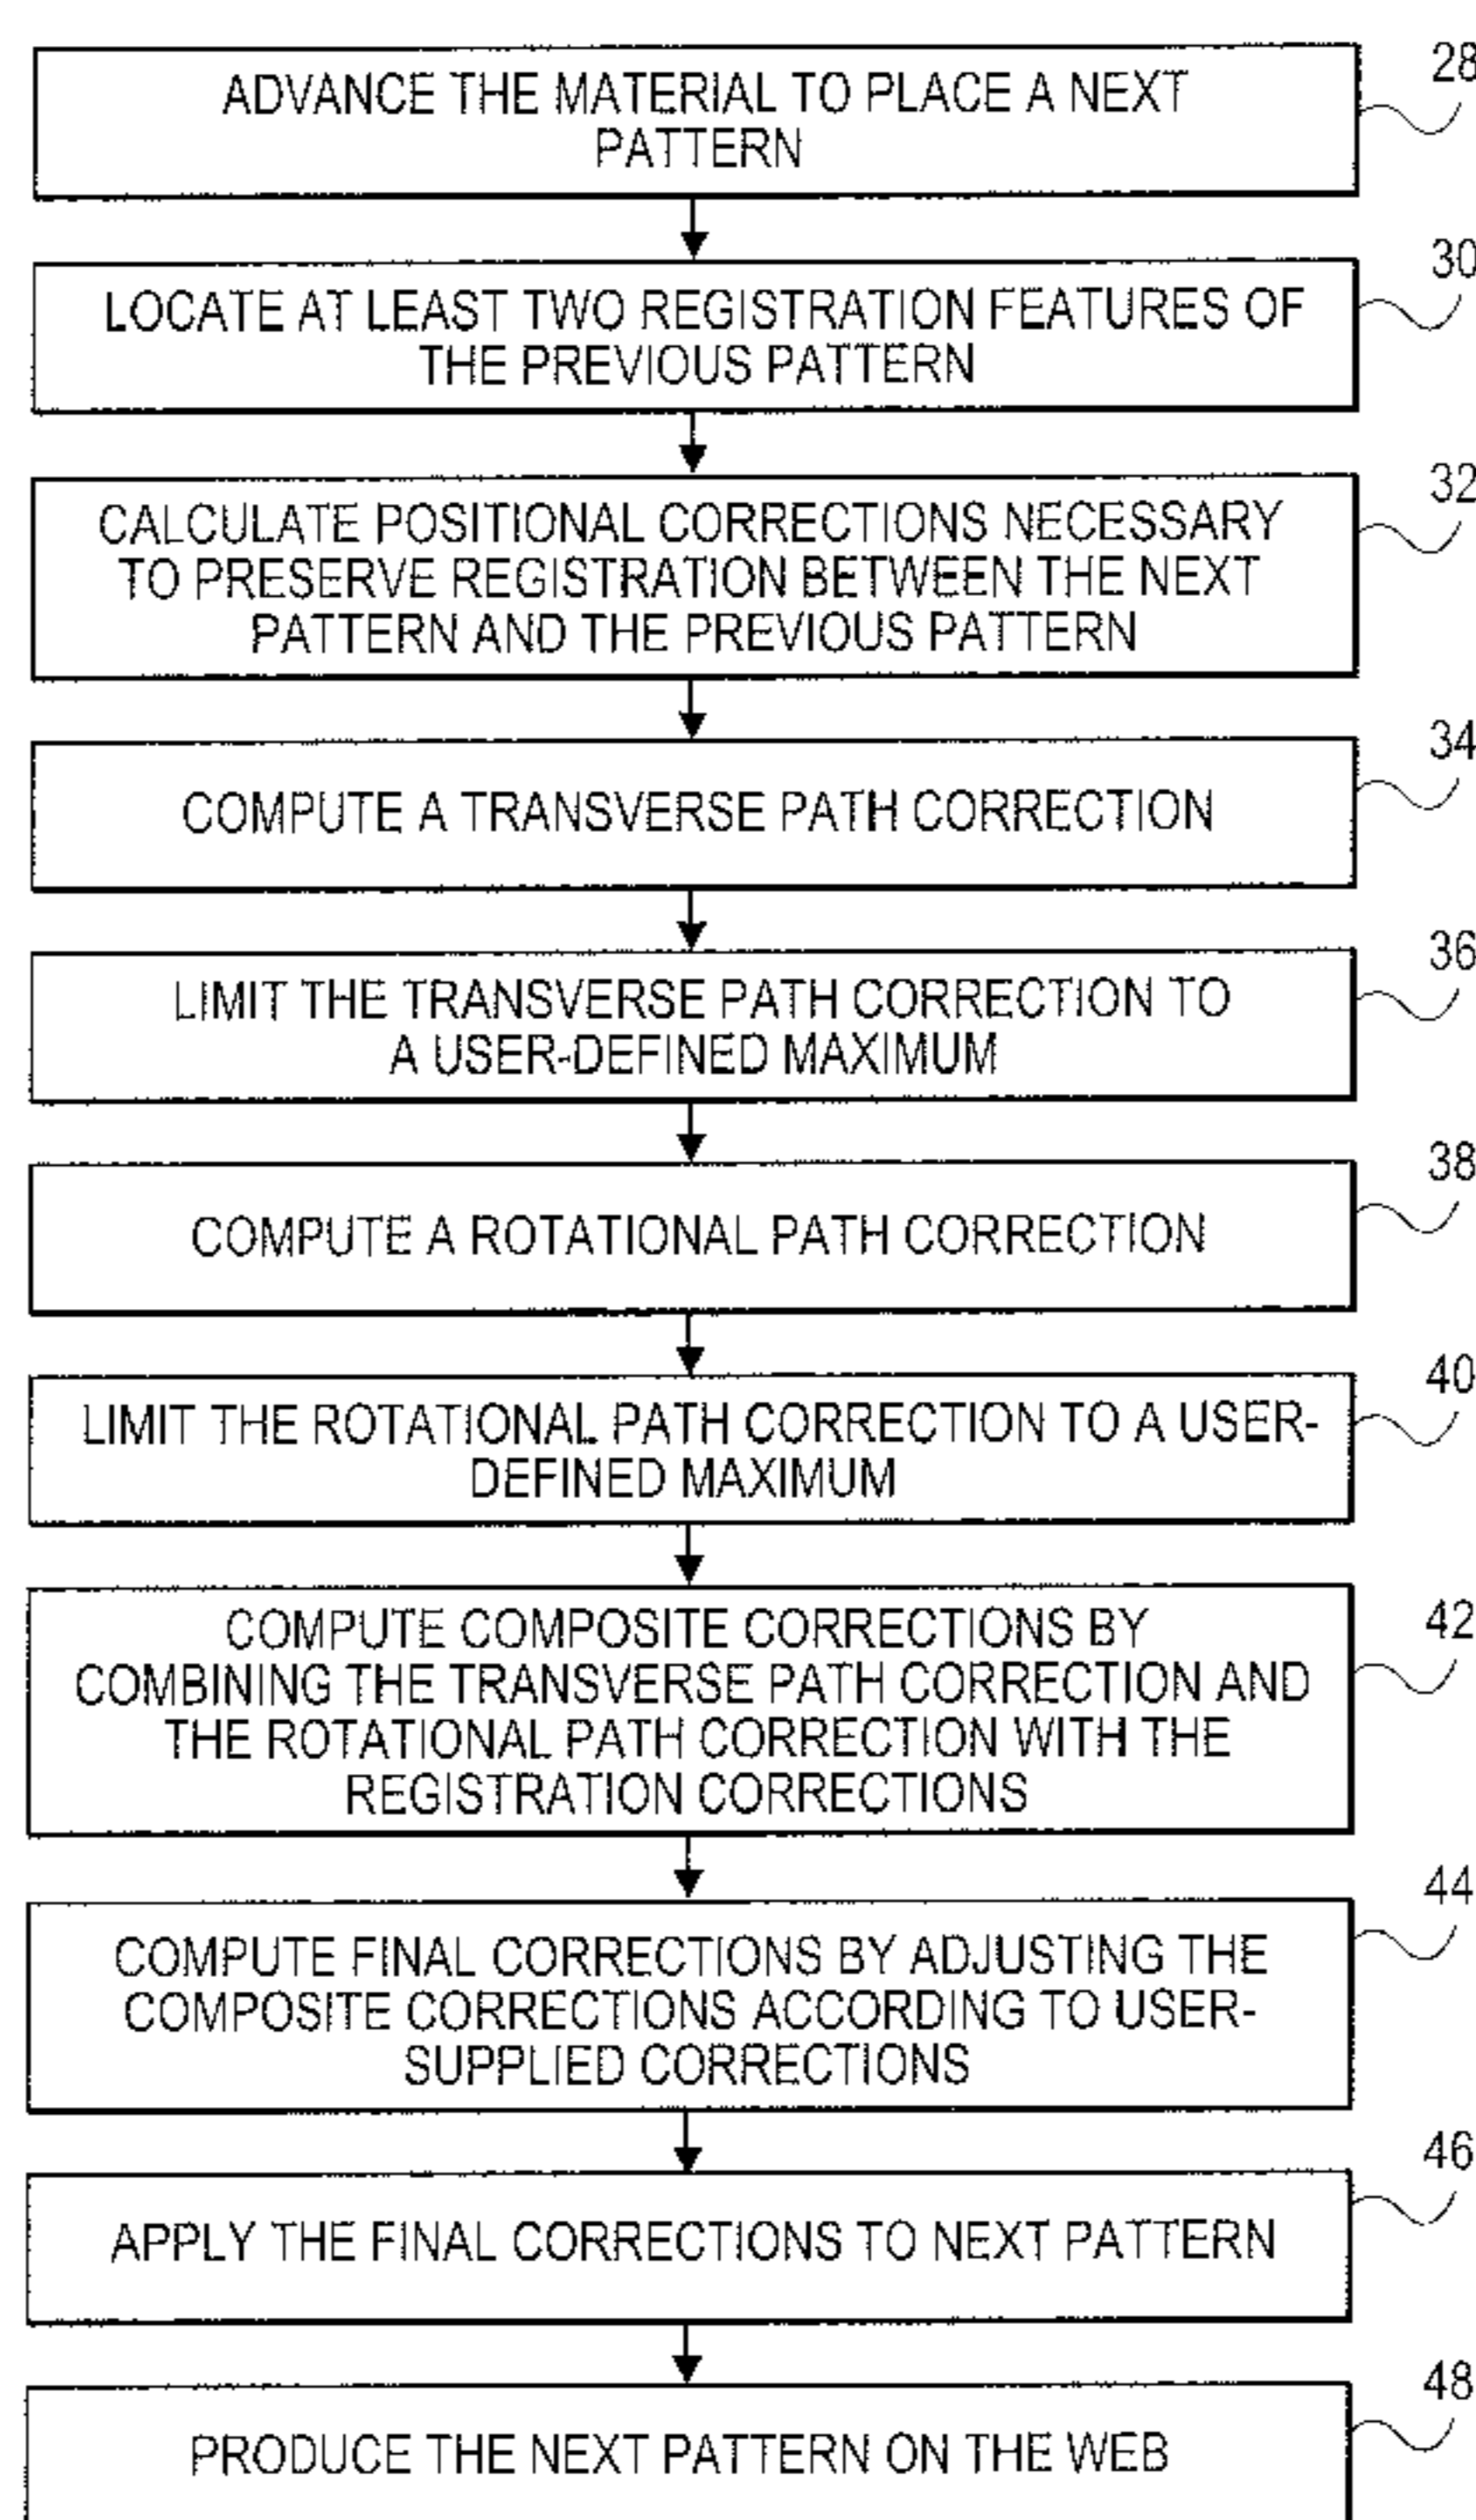 28
ADVANCE THE MATERIAL TO PLACE A NEXT
PATTERN
30
LOCATE AT LEAST TWO REGISTRATION FEATURES OF
THE PREVIOUS PATTERN
32
CALCULATE POSITIONAL CORRECTIONS NECESSARY
TO PRESERVE REGISTRATION BETWEEN THE NEXT
PATTERN AND THE PREVIOUS PATTERN
34
COMPUTE A TRANSVERSE PATH CORRECTION
36
LIMIT THE TRANSVERSE PATH CORRECTION TO
A USER-DEFINED MAXIMUM
38
COMPUTE A ROTATIONAL PATH CORRECTION
40
LIMIT THE ROTATIONAL PATH CORRECTION TO A USER-
DEFINED MAXIMUM
42
COMPUTE COMPOSITE CORRECTIONS BY
COMBINING THE TRANSVERSE PATH CORRECTION AND
THE ROTATIONAL PATH CORRECTION WITH THE
REGISTRATION CORRECTIONS
44
COMPUTE FINAL CORRECTIONS BY ADJUSTING THE
COMPOSITE CORRECTIONS ACCORDING TO USER-
SUPPLIED CORRECTIONS
46
APPLY THE FINAL CORRECTIONS TO NEXT PATTERN
48
PRODUCE THE NEXT PATTERN ON THE WEB